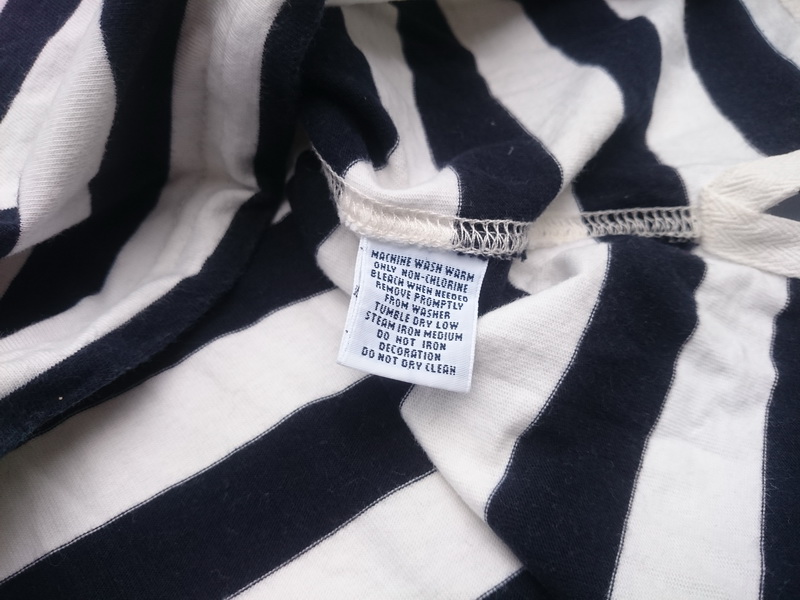 MACHINE WASH WARM
ONLY NON-CHLORINE
BLEACH WHEN NEEDED
REMOVE PROMPTLY
FROM WASHER
TUMBLE DRY LOW
STEAM IRON MEDIUM
DO NOT IRON
DECORATION
DO NOT DRY CLEAN